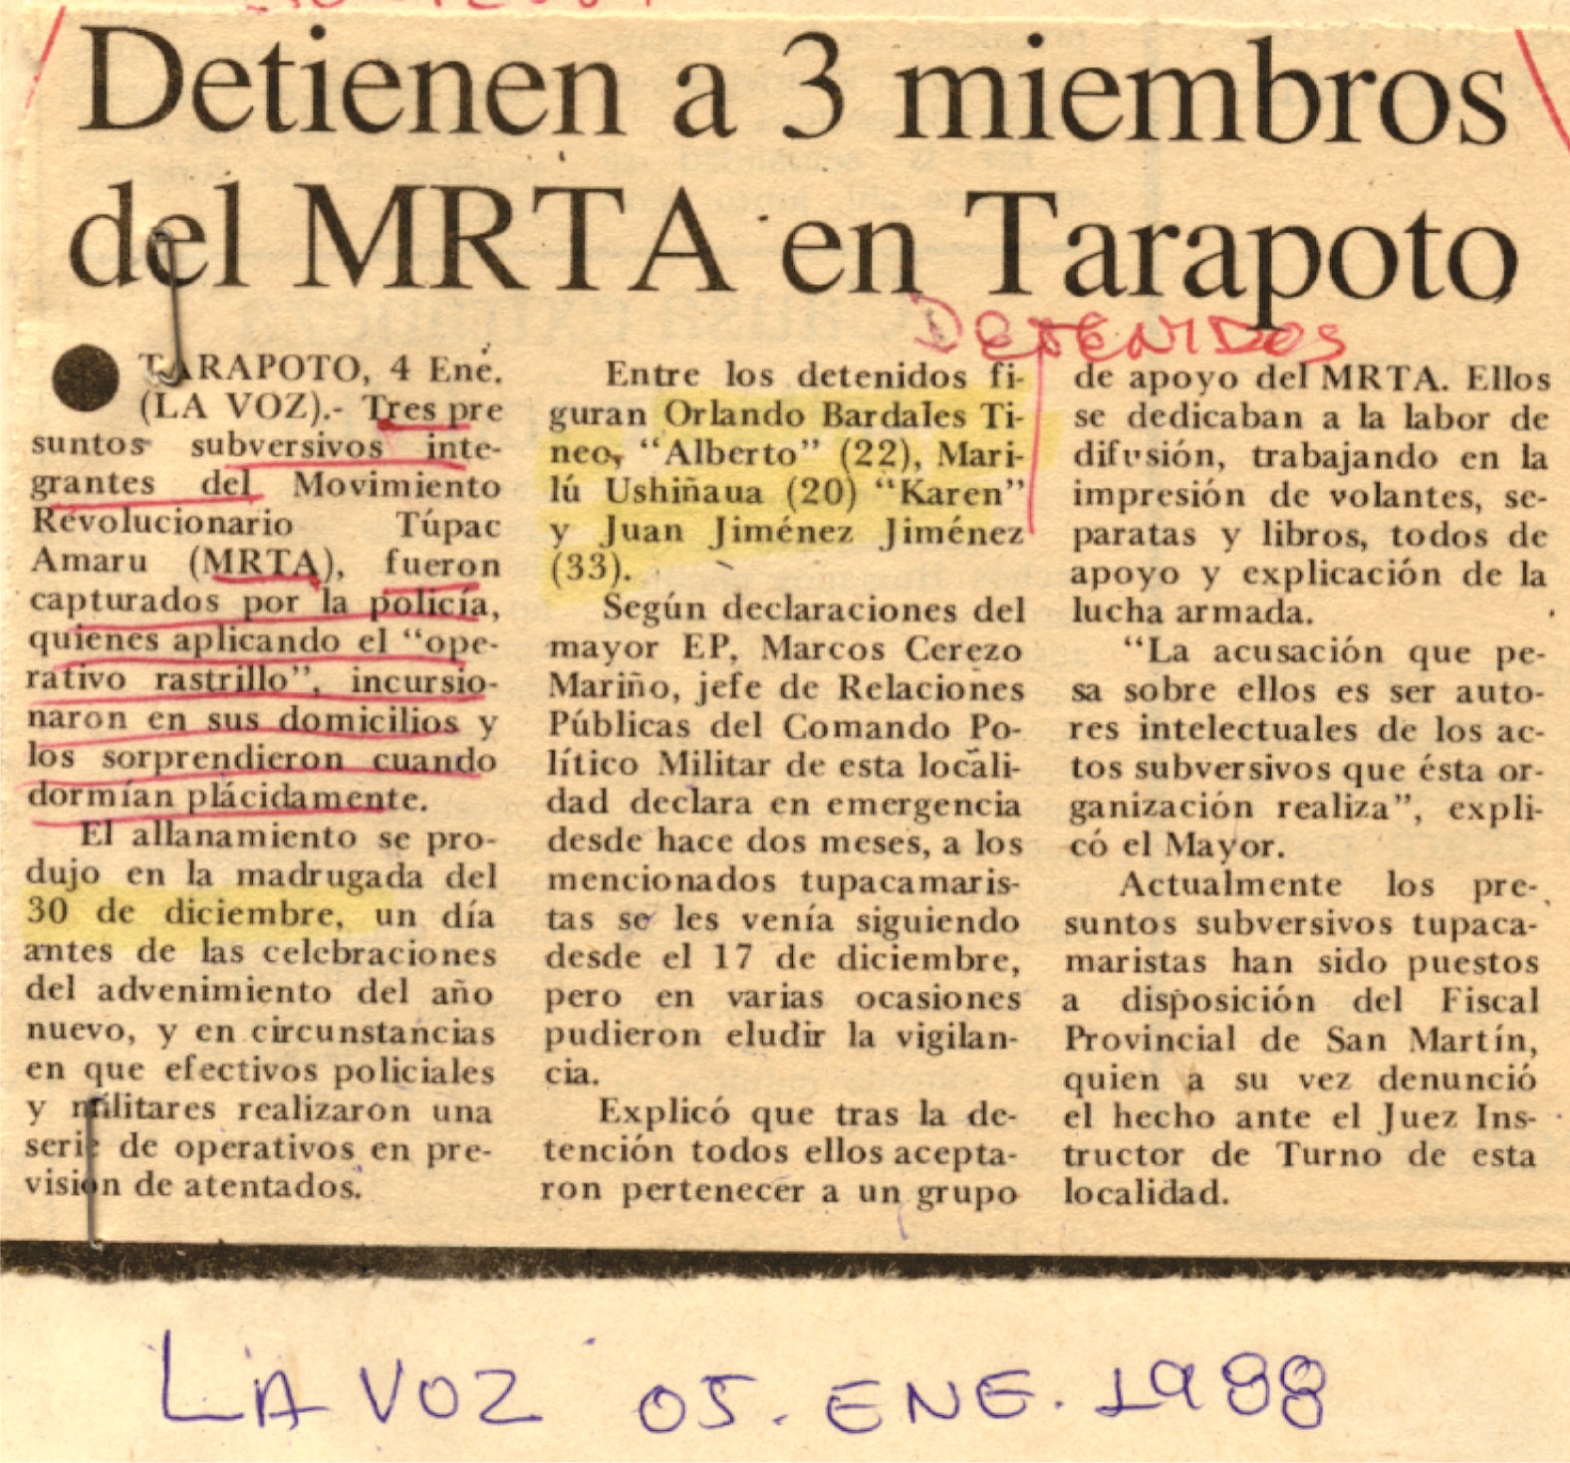 Detienen a 3 miembros
del MRTA en Tarapoto
DETENIDOS
TARAPOTO, 4 Ene.
(LA VOZ).- Tres pre
suntos subversivos inte-
grantes del Movimiento
Revolucionario Túpac
Amaru (MRTA), fueron
capturados por la policía,
quienes aplicando el “ope-
rativo rastrillo”, incursio-
naron en sus domicilios y
los sorprendieron cuando
dormían plácidamente.
El allanamiento se pro-
dujo en la madrugada del
30 de diciembre, un día
antes de las celebraciones
del advenimiento del año
nuevo, y en circunstancias
en que efectivos policiales
y militares realizaron una
serie de operativos en pre-
visión de atentados.
Entre los detenidos fi-
guran Orlando Bardales Ti-
neo, “Alberto” (22), Mari-
lú Ushiñaua (20) “Karen”
y Juan Jiménez Jiménez
(33).
Según declaraciones del
mayor EP, Marcos Cerezo
Mariño, jefe de Relaciones
Públicas del Comando Po-
lítico Militar de esta locali-
dad declara en emergencia
desde hace dos meses, a los
mencionados tupacamaris-
tas se les venía siguiendo
desde el 17 de diciembre,
pero en varias ocasiones
pudieron eludir la vigilan-
cia.
Explicó que tras la de-
tención todos ellos acepta-
ron pertenecer a un grupo
de apoyo del MRTA. Ellos
se dedicaban a la labor de
difusión, trabajando en la
impresión de volantes, se-
paratas y libros, todos de
apoyo y explicación de la
lucha armada.
“La acusación que pe-
sa sobre ellos es ser auto-
res intelectuales de los ac-
tos subversivos que ésta or-
ganización realiza”, expli-
có el Mayor.
Actualmente los pre-
suntos subversivos tupaca-
maristas han sido puestos
a disposición del Fiscal
Provincial de San Martín,
quien a su vez denunció
el hecho ante el Juez Ins-
tructor de Turno de esta
localidad.
LA VOZ 05. ENE. 1988